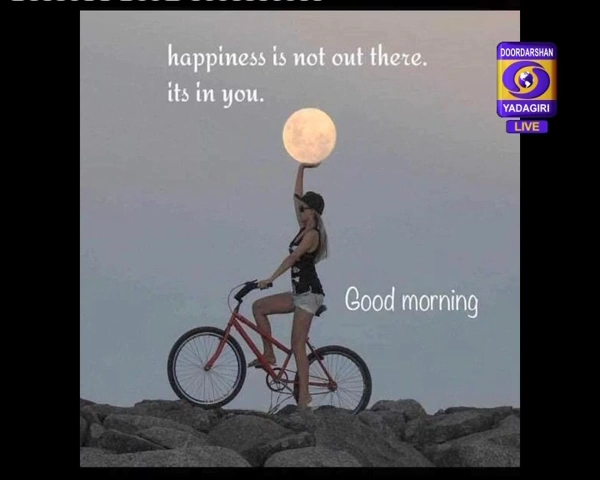 happiness is not out there.
its in you.
Good morning
DOORDARSHAN
YADAGIRI
LIVE